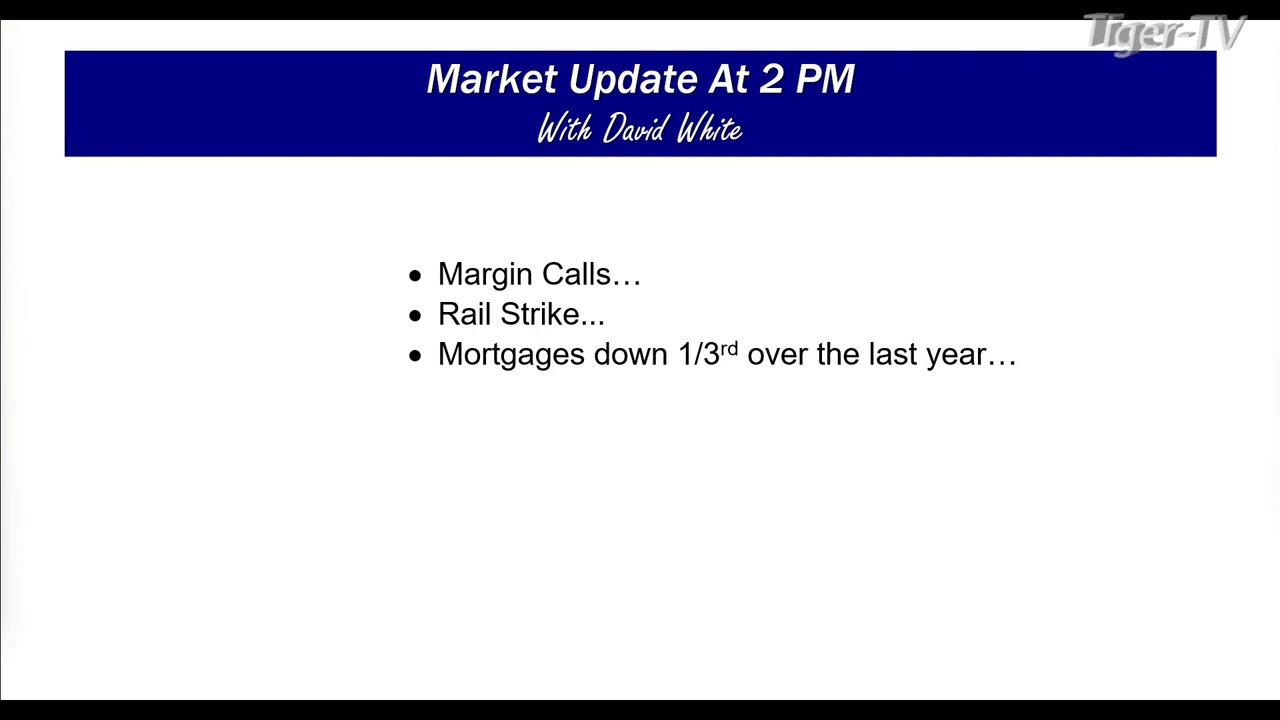 Tiger-TV
Market Update At 2 PM
With David White
• Margin Calls…
• Rail Strike...
• Mortgages down 1/3rd over the last year…